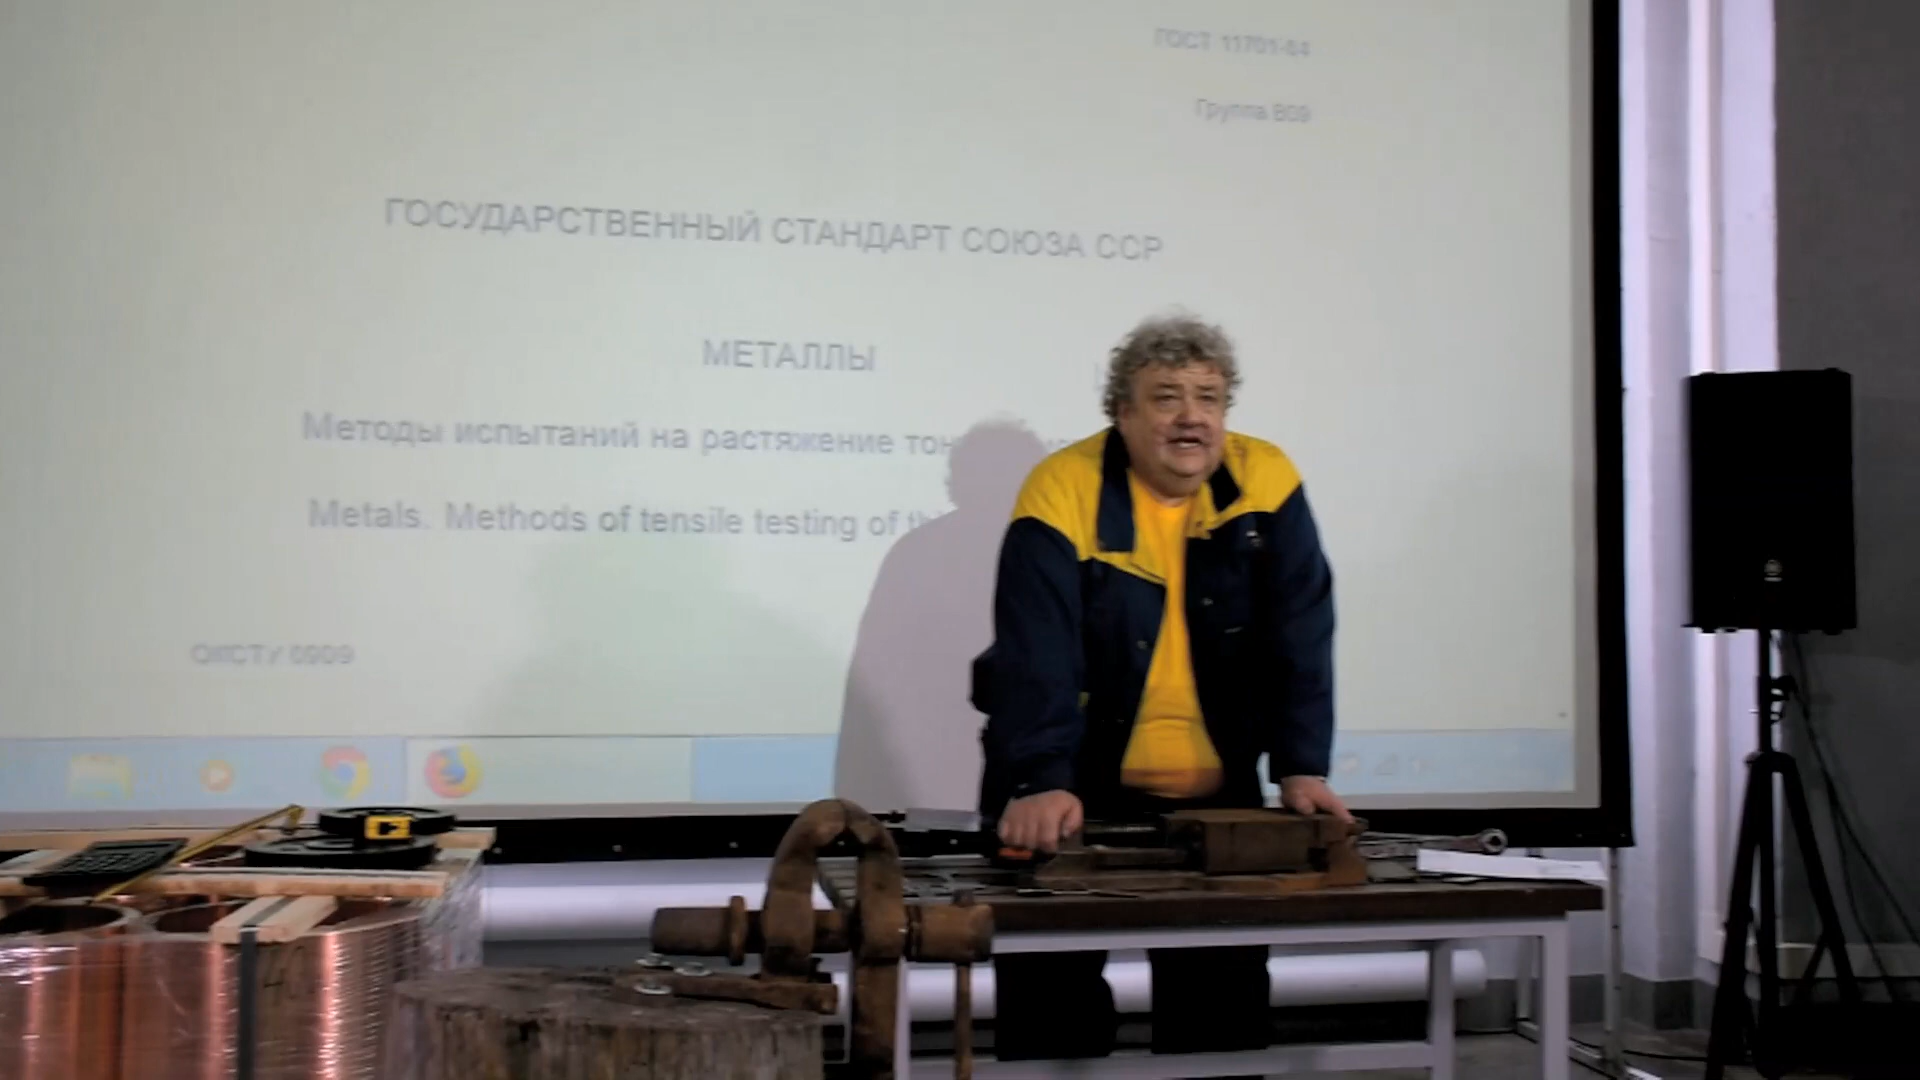 ГОСТ 11701-84
Группа В09
ГОСУДАРСТВЕННЫЙ СТАНДАРТ СОЮЗА ССР
МЕТАЛЛЫ
Методы испытаний на растяжение
Metals. Methods of tensile testing of
ОКСТУ 0909